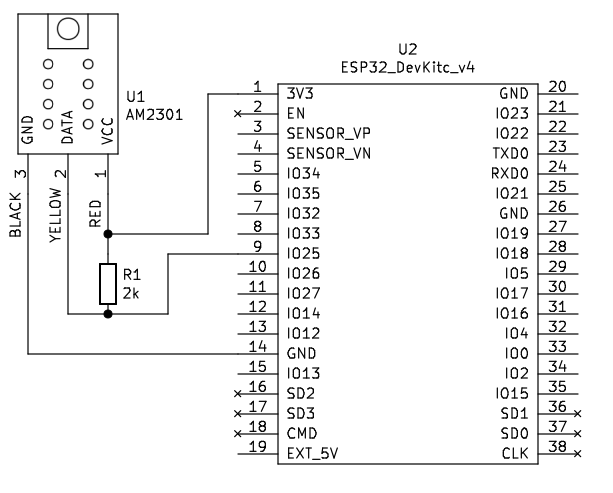 U1
AM2301
GND
DATA
VCC
3
2
1
BLACK
YELLOW
RED
R1
2k
U2
ESP32_DevKitc_v4
1 3V3
2 EN
3 SENSOR_VP
4 SENSOR_VN
5 IO34
6 IO35
7 IO32
8 IO33
9 IO25
10 IO26
11 IO27
12 IO14
13 IO12
14 GND
15 IO13
16 SD2
17 SD3
18 CMD
19 EXT_5V
GND 20
IO23 21
IO22 22
TXD0 23
RXD0 24
IO21 25
GND 26
IO19 27
IO18 28
IO5 29
IO17 30
IO16 31
IO4 32
IO0 33
IO2 34
IO15 35
SD1 36
SD0 37
CLK 38